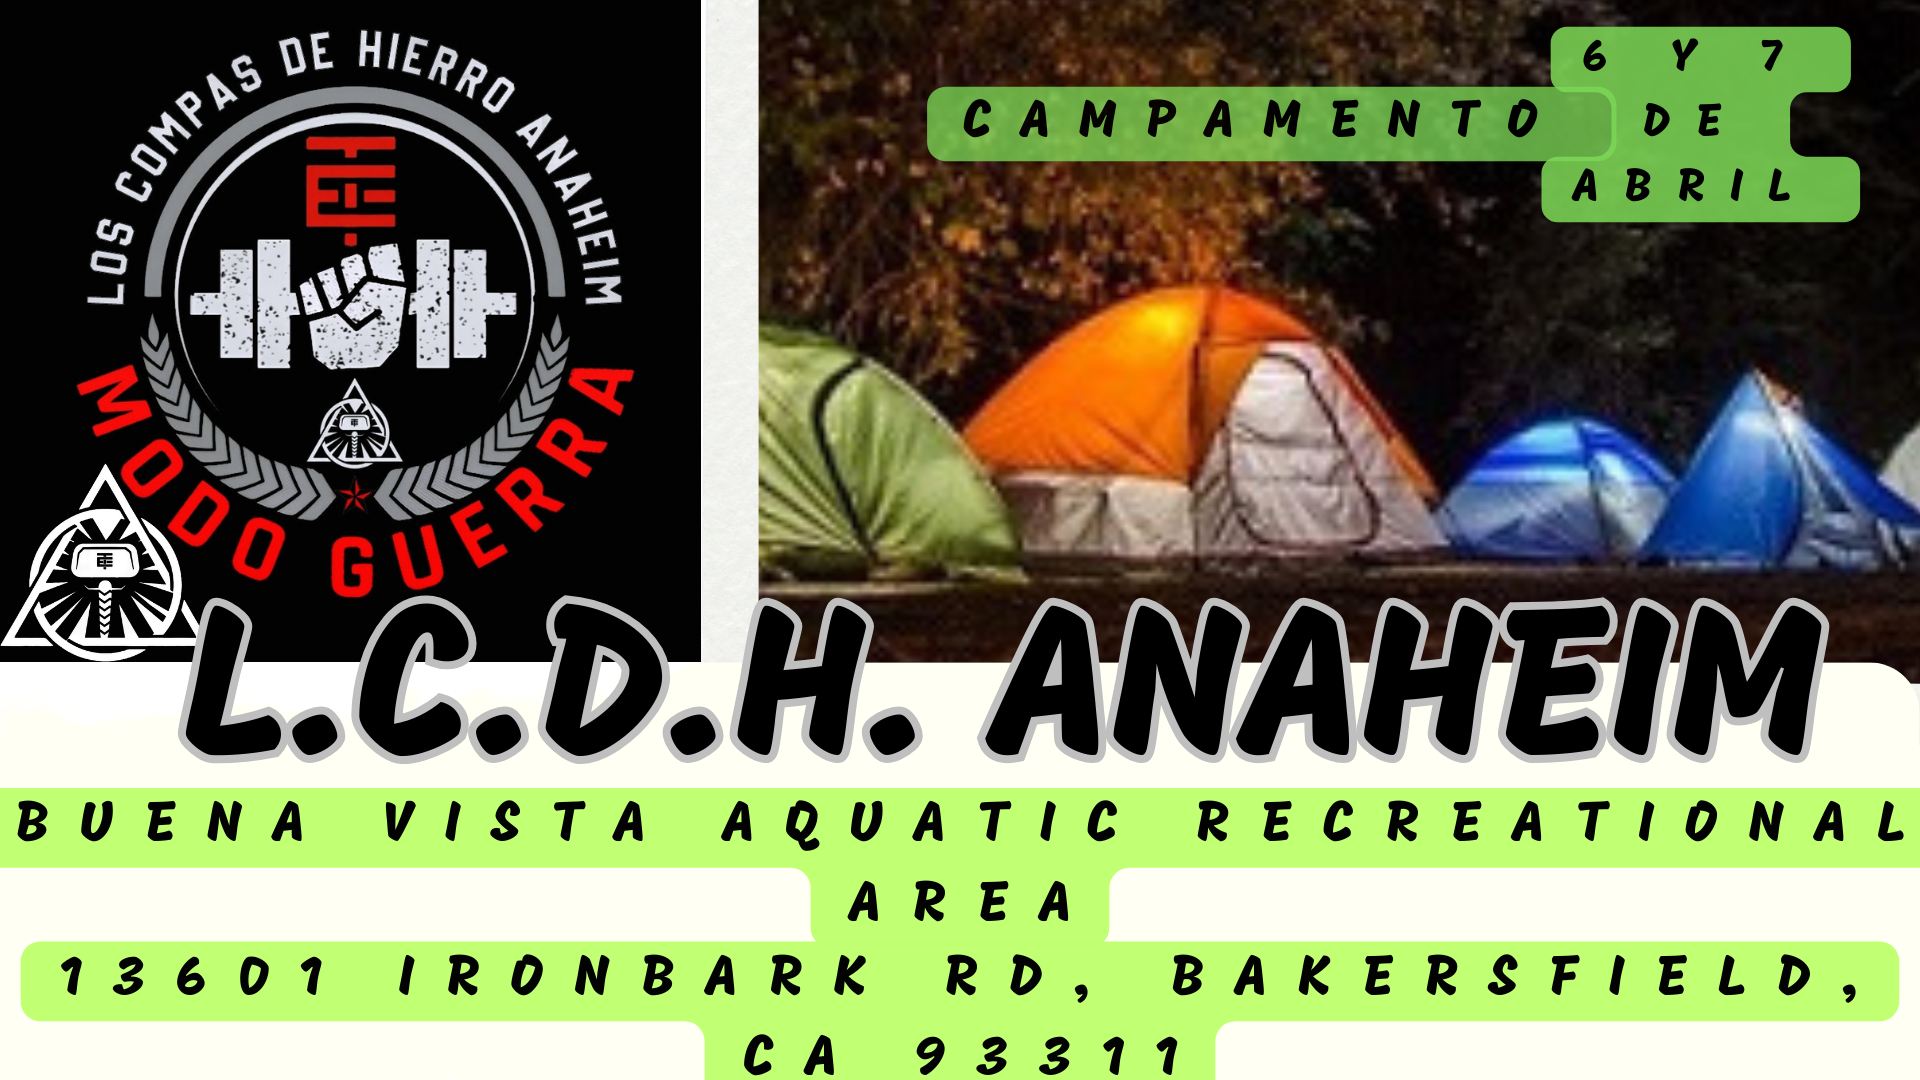 LOS COMPAS DE HIERRO ANAHEIM
MODO GUERRA
6 Y 7
CAMPAMENTO DE
ABRIL
L.C.D.H. ANAHEIM
BUENA VISTA AQUATIC RECREATIONAL
AREA
13601 IRONBARK RD, BAKERSFIELD,
CA 93311